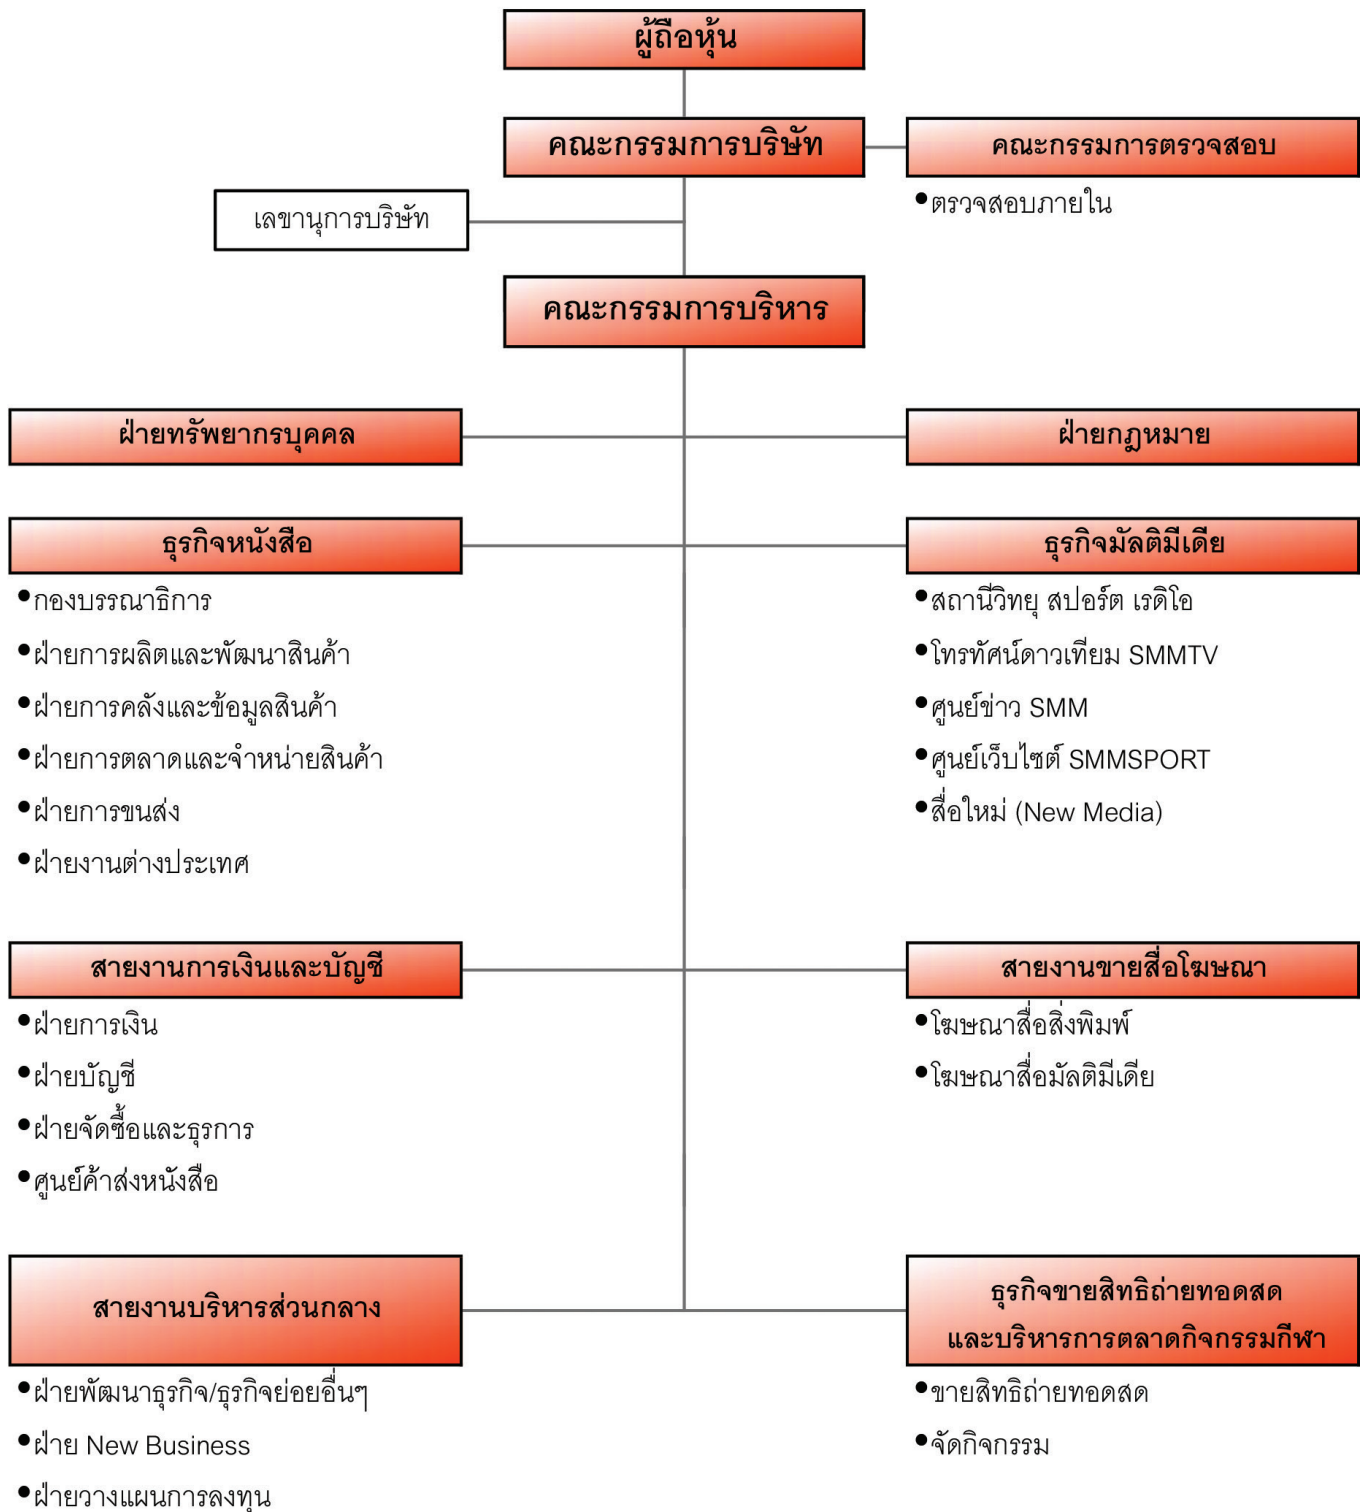 ผู้ถือหุ้น
คณะกรรมการบริษัท
คณะกรรมการตรวจสอบ
•ตรวจสอบภายใน
เลขานุการบริษัท
คณะกรรมการบริหาร
ฝ่ายทรัพยากรบุคคล
ฝ่ายกฎหมาย
ธุรกิจหนังสือ
•กองบรรณาธิการ
•ฝ่ายการผลิตและพัฒนาสินค้า
•ฝ่ายการคลังและข้อมูลสินค้า
•ฝ่ายการตลาดและจำหน่ายสินค้า
•ฝ่ายการขนส่ง
•ฝ่ายงานต่างประเทศ
ธุรกิจมัลติมีเดีย
•สถานีวิทยุ สปอร์ต เรดิโอ
•โทรทัศน์ดาวเทียม SMMTV
•ศูนย์ข่าว SMM
•ศูนย์เว็บไซต์ SMMSPORT
•สื่อใหม่ (New Media)
สายงานการเงินและบัญชี
•ฝ่ายการเงิน
•ฝ่ายบัญชี
•ฝ่ายจัดซื้อและธุรการ
•ศูนย์ค้าส่งหนังสือ
สายงานขายสื่อโฆษณา
•โฆษณาสื่อสิ่งพิมพ์
•โฆษณาสื่อมัลติมีเดีย
สายงานบริหารส่วนกลาง
•ฝ่ายพัฒนาธุรกิจ/ธุรกิจย่อยอื่นๆ
•ฝ่าย New Business
•ฝ่ายวางแผนการลงทุน
ธุรกิจขายสิทธิถ่ายทอดสด
และบริหารการตลาดกิจกรรมกีฬา
•ขายสิทธิถ่ายทอดสด
•จัดกิจกรรม